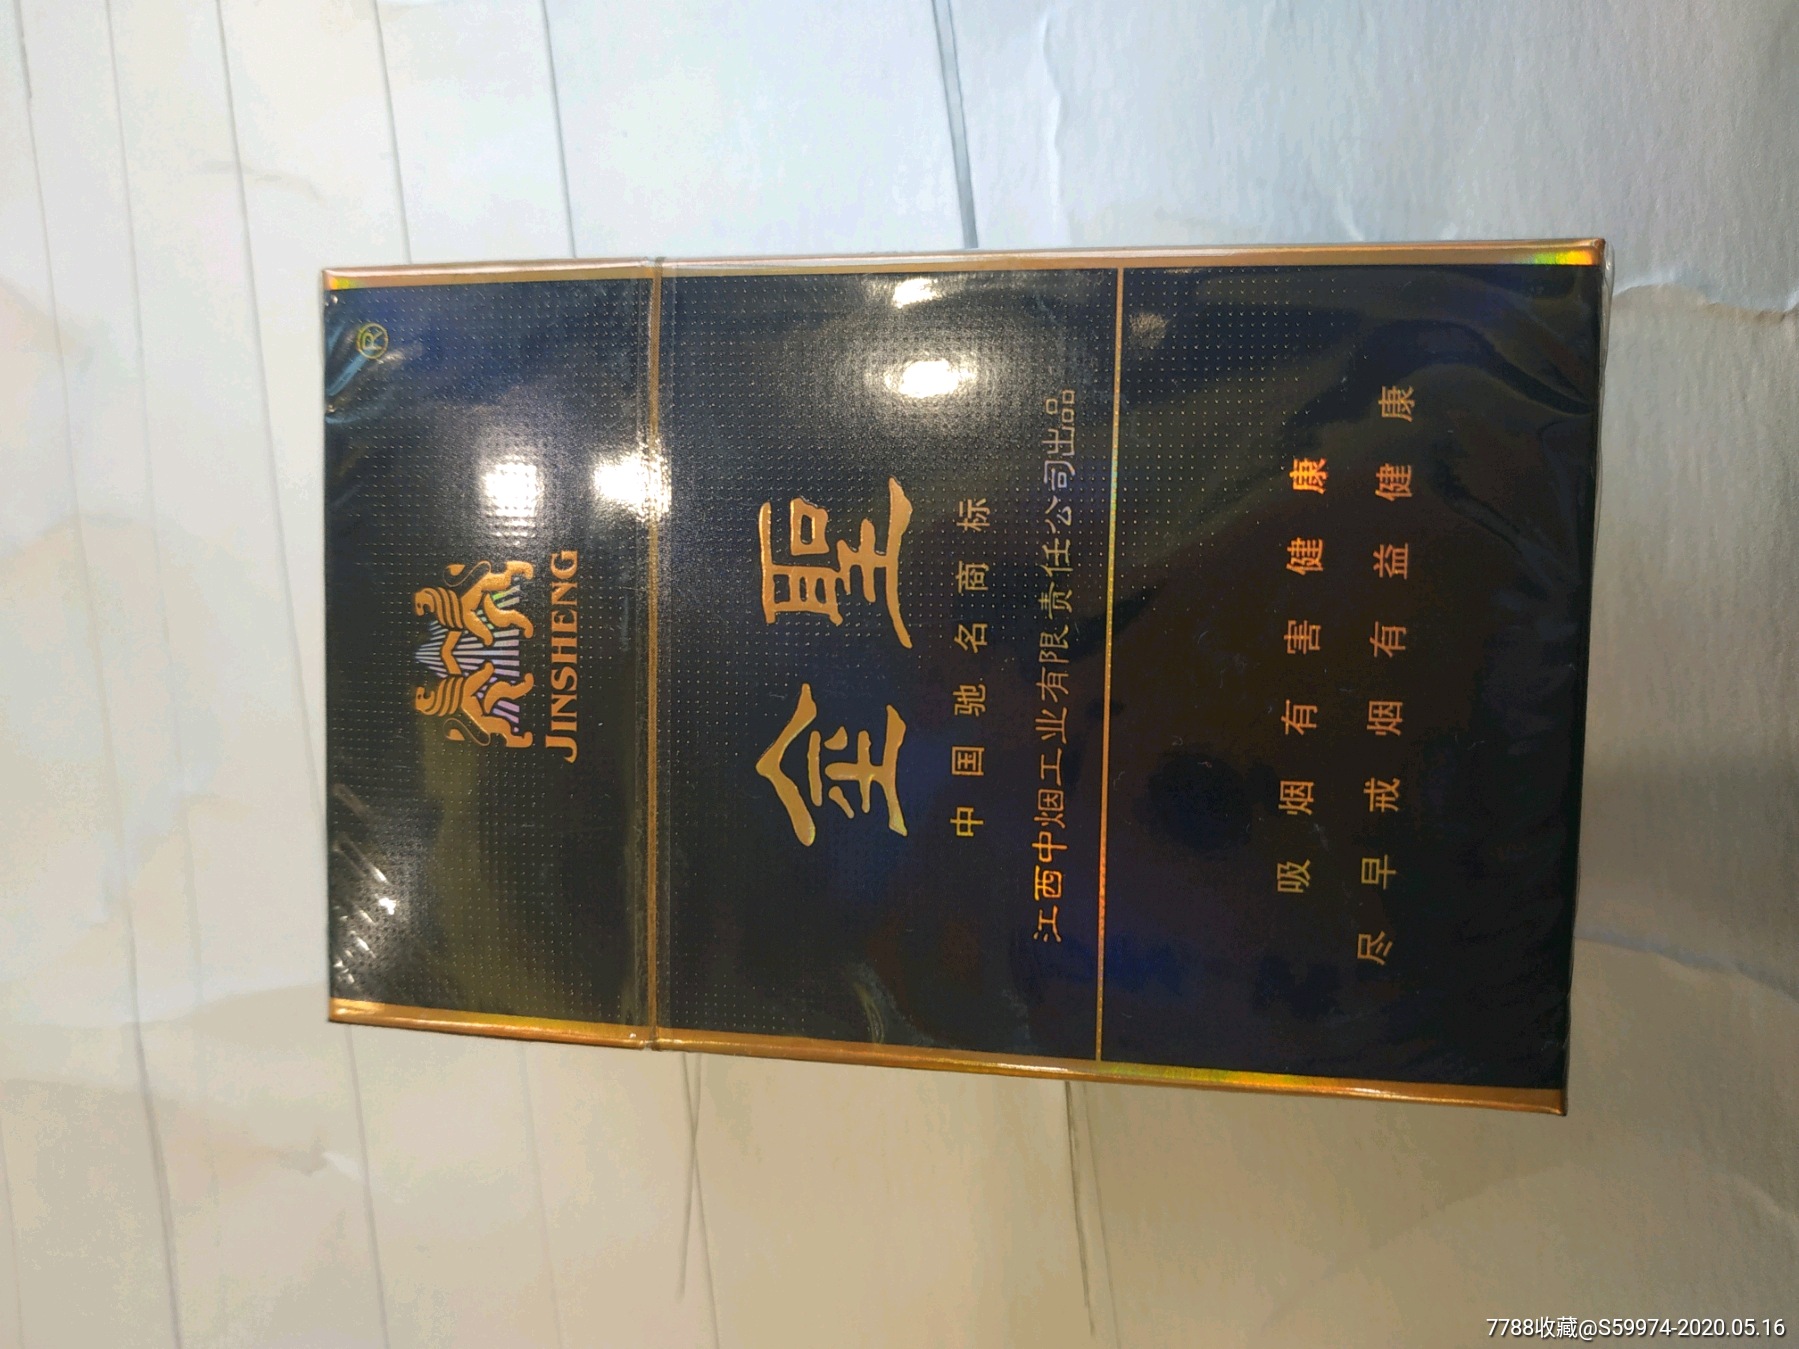 ®
JINSHENG
金聖
中国驰名商标
江西中烟工业有限责任公司出品
吸烟有害健康
尽早戒烟有益健康
7788收藏@S59974-2020.05.16